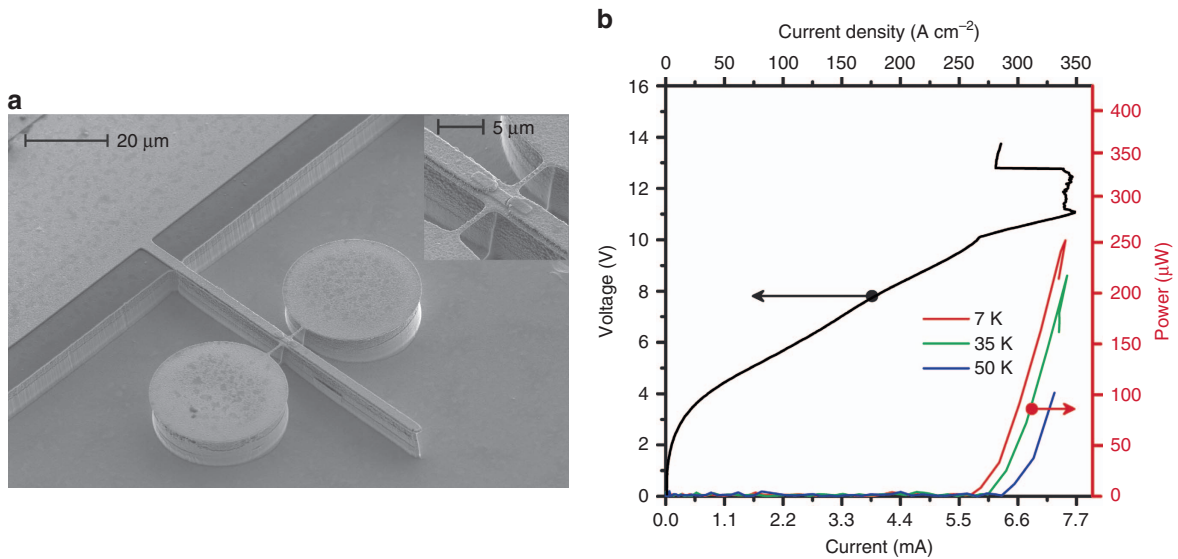 a
20 μm
5 μm
b
Current density (A cm⁻²)
0 50 100 150 200 250 300 350
16
14
12
10
8
6
4
2
0
Voltage (V)
400
350
300
250
200
150
100
50
0
Power (μW)
7 K
35 K
50 K
0.0 1.1 2.2 3.3 4.4 5.5 6.6 7.7
Current (mA)